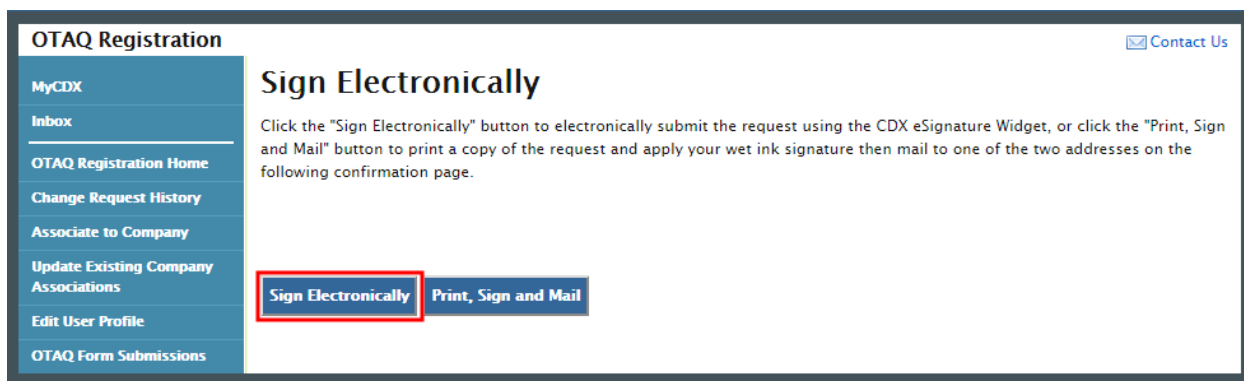 OTAQ Registration
Contact Us
MyCDX
Inbox
OTAQ Registration Home
Change Request History
Associate to Company
Update Existing Company
Associations
Edit User Profile
OTAQ Form Submissions
Sign Electronically
Click the "Sign Electronically" button to electronically submit the request using the CDX eSignature Widget, or click the "Print, Sign
and Mail" button to print a copy of the request and apply your wet ink signature then mail to one of the two addresses on the
following confirmation page.
Sign Electronically
Print, Sign and Mail